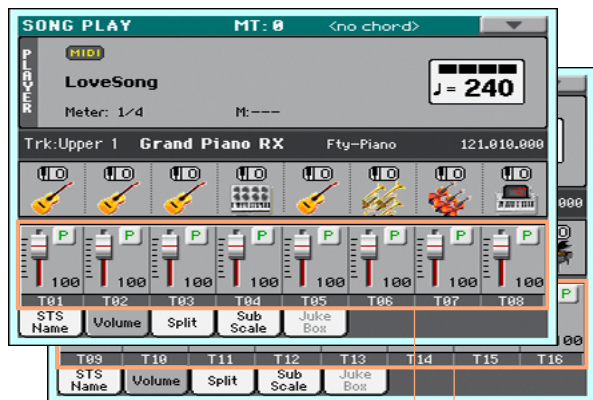 SONG PLAY MT: 0 <no chord>
PLAYER
MIDI
LoveSong
♩= 240
Meter: 1/4 M:---
Trk:Upper 1 Grand Piano RX Fty-Piano 121.010.000
000
P P P P P P P P
100 100 100 100 100 100 100 100
T01 T02 T03 T04 T05 T06 T07 T08
STS Name Volume Split Sub Scale Juke Box
P
00
T09 T10 T11 T12 T13 T14 T15 T16
STS Name Volume Split Sub Scale Juke Box